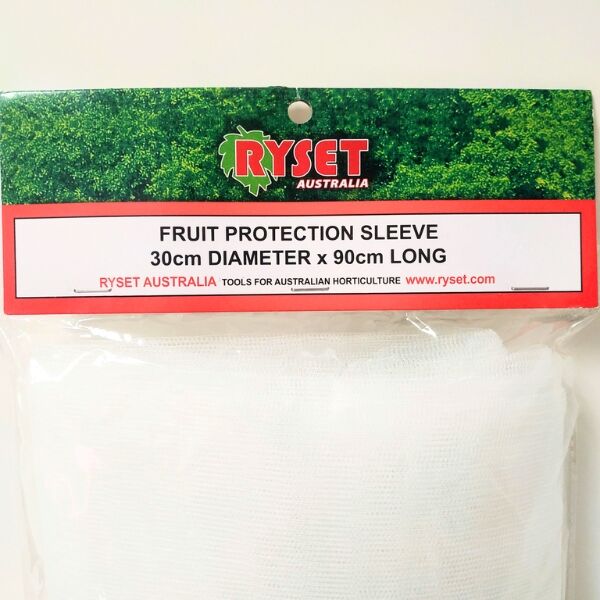 RYSET
AUSTRALIA
FRUIT PROTECTION SLEEVE
30cm DIAMETER x 90cm LONG
RYSET AUSTRALIA TOOLS FOR AUSTRALIAN HORTICULTURE www.ryset.com